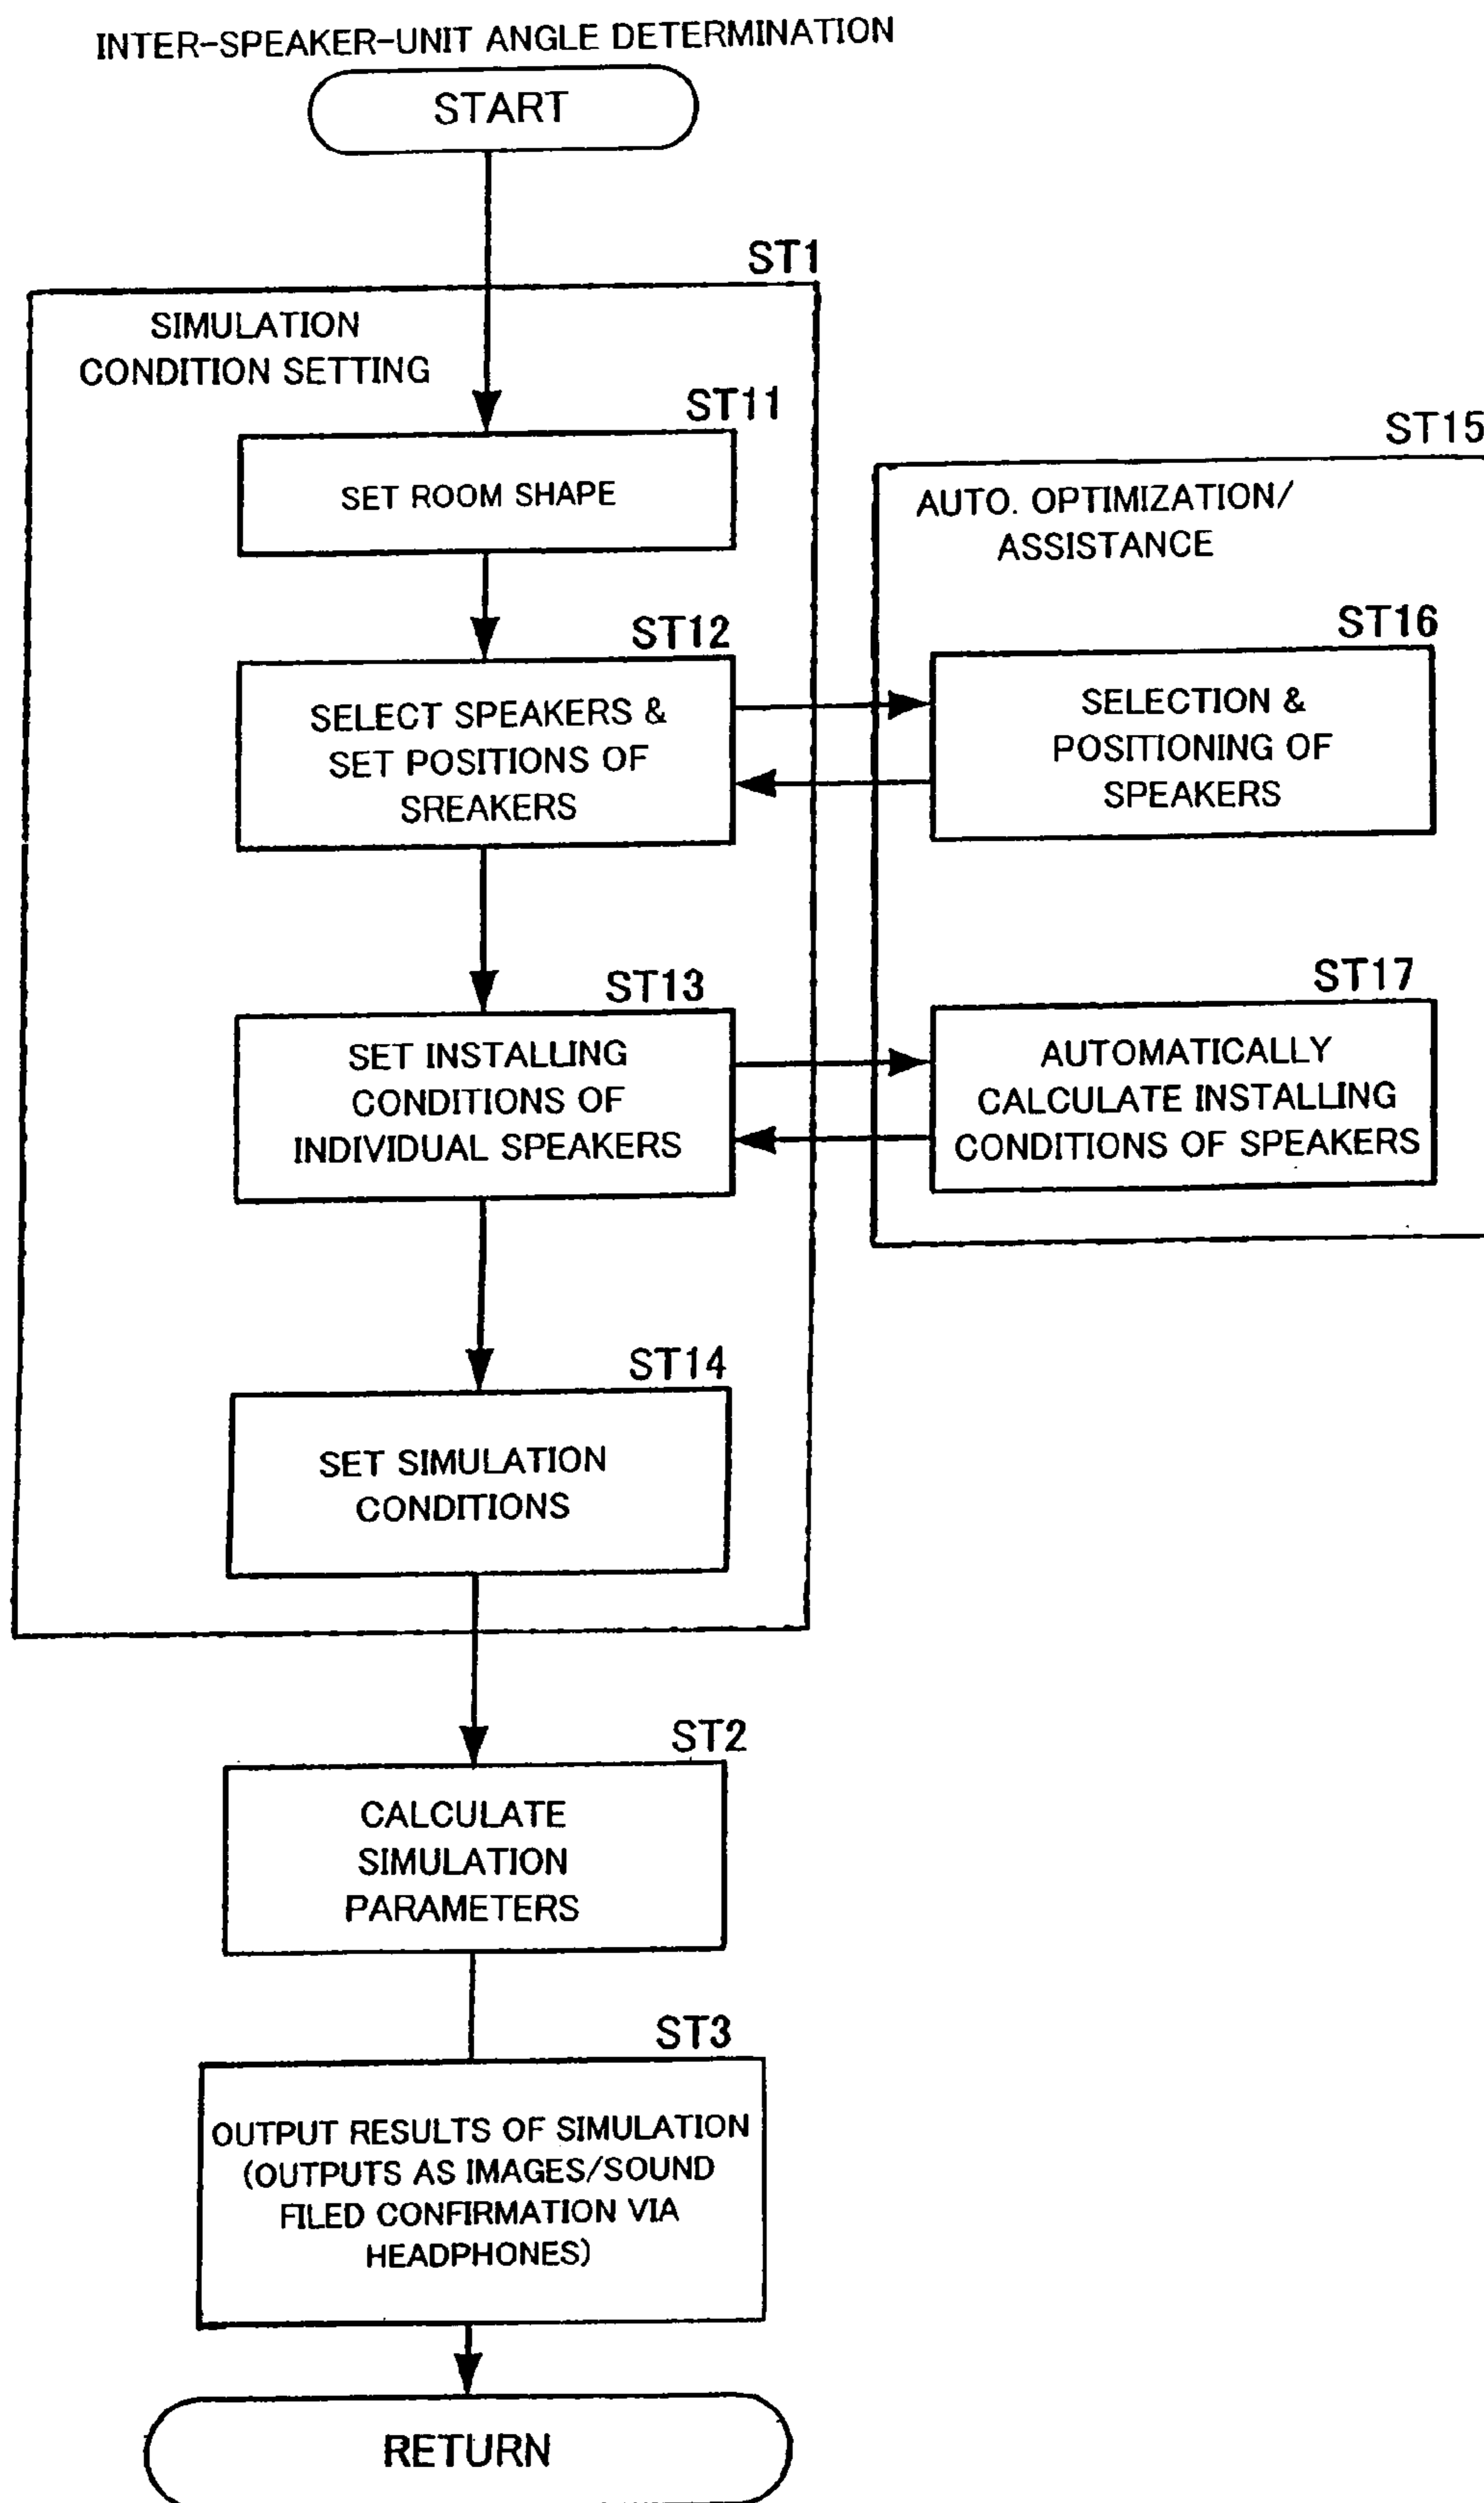 INTER-SPEAKER-UNIT ANGLE DETERMINATION
START
ST1
SIMULATION
CONDITION SETTING
ST11
SET ROOM SHAPE
ST15
AUTO. OPTIMIZATION/
ASSISTANCE
ST12
SELECT SPEAKERS &
SET POSITIONS OF
SREAKERS
ST16
SELECTION &
POSITIONING OF
SPEAKERS
ST13
SET INSTALLING
CONDITIONS OF
INDIVIDUAL SPEAKERS
ST17
AUTOMATICALLY
CALCULATE INSTALLING
CONDITIONS OF SPEAKERS
ST14
SET SIMULATION
CONDITIONS
ST2
CALCULATE
SIMULATION
PARAMETERS
ST3
OUTPUT RESULTS OF SIMULATION
(OUTPUTS AS IMAGES/SOUND
FILED CONFIRMATION VIA
HEADPHONES)
RETURN